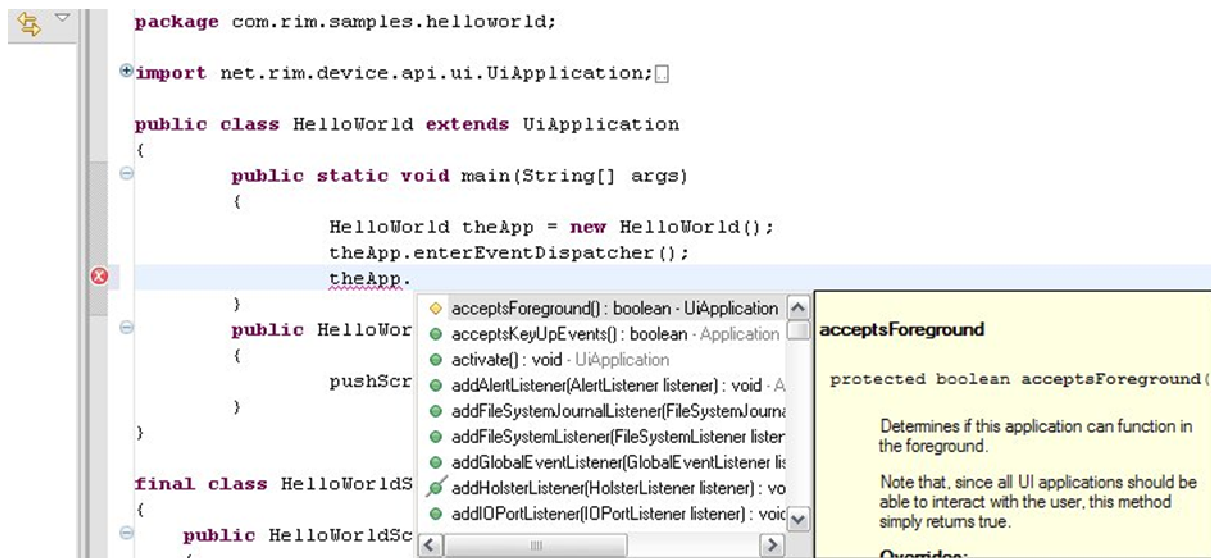 package com.rim.samples.helloworld;
import net.rim.device.api.ui.UiApplication;
public class HelloWorld extends UiApplication
{
public static void main(String[] args)
{
HelloWorld theApp = new HelloWorld();
theApp.enterEventDispatcher();
theApp.
}
public HelloWor
{
pushScr
}
}
final class HelloWorldS
{
public HelloWorldSc
{
acceptsForeground() : boolean - UiApplication
acceptsKeyUpEvents() : boolean - Application
activate() : void - UiApplication
addAlertListener(AlertListener listener) : void - A
addFileSystemJournalListener(FileSystemJourna
addFileSystemListener(FileSystemListener lister
addGlobalEventListener(GlobalEventListener lis
addHolsterListener(HolsterListener listener) : vo
addIOPortListener(IOPortListener listener) : voic
acceptsForeground
protected boolean acceptsForeground(
Determines if this application can function in
the foreground.
Note that, since all UI applications should be
able to interact with the user, this method
simply returns true.
Overrides: